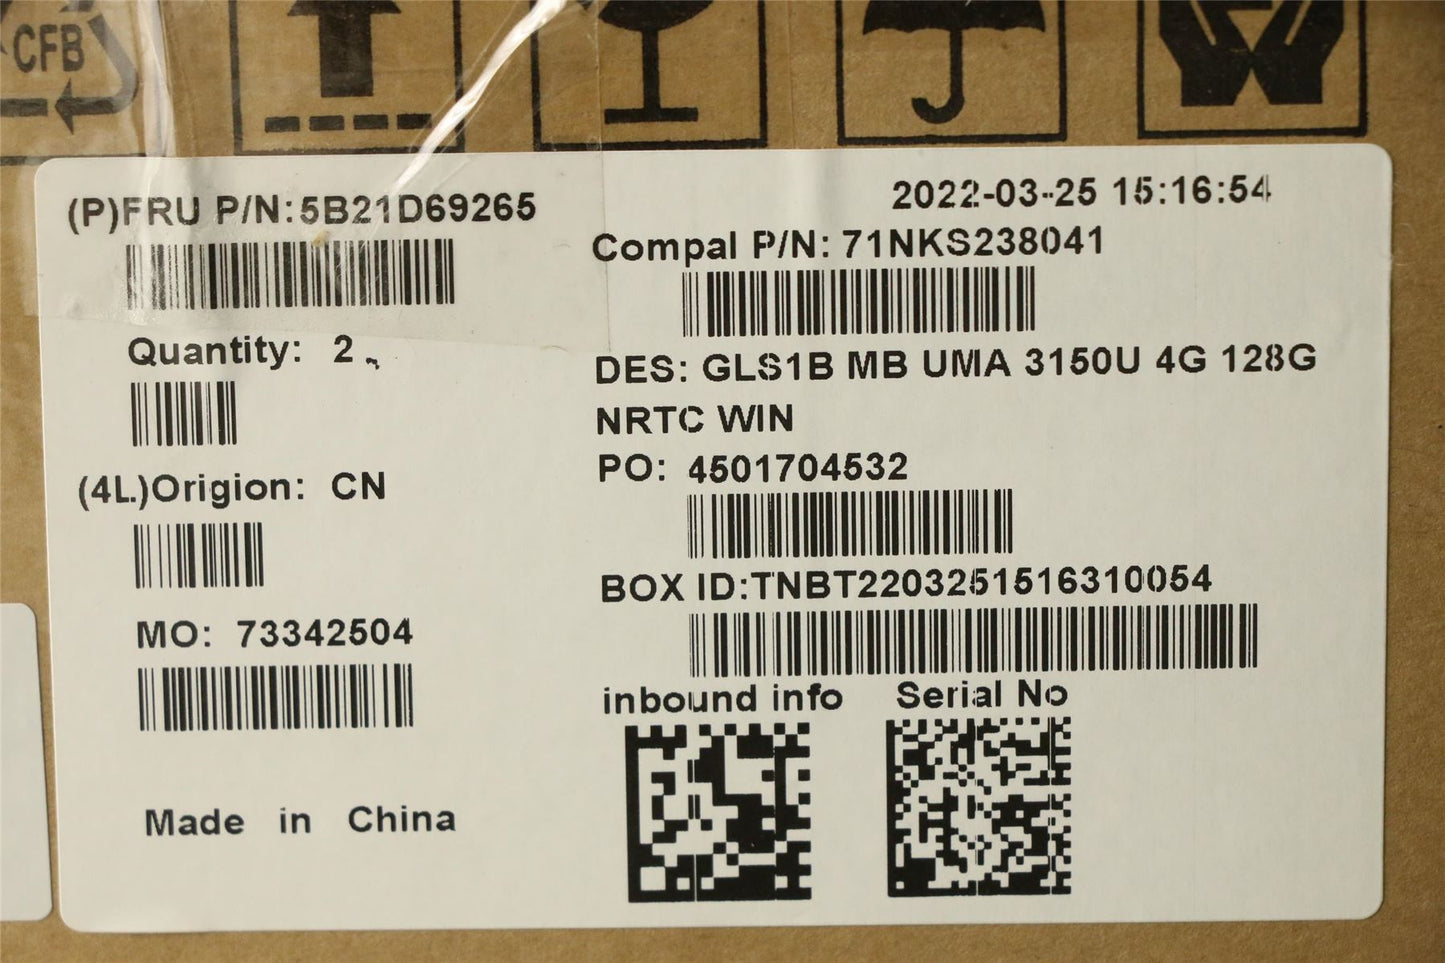 CFB
(P)FRU P/N:5B21D69265
2022-03-25 15:16:54
Compal P/N: 71NKS238041
Quantity: 2
DES: GLS1B MB UMA 3150U 4G 128G
NRTC WIN
(4L.)Origion: CN
PO: 4501704532
BOX ID:TNBT2203251516310054
MO: 73342504
inbound info
Serial No
Made in China